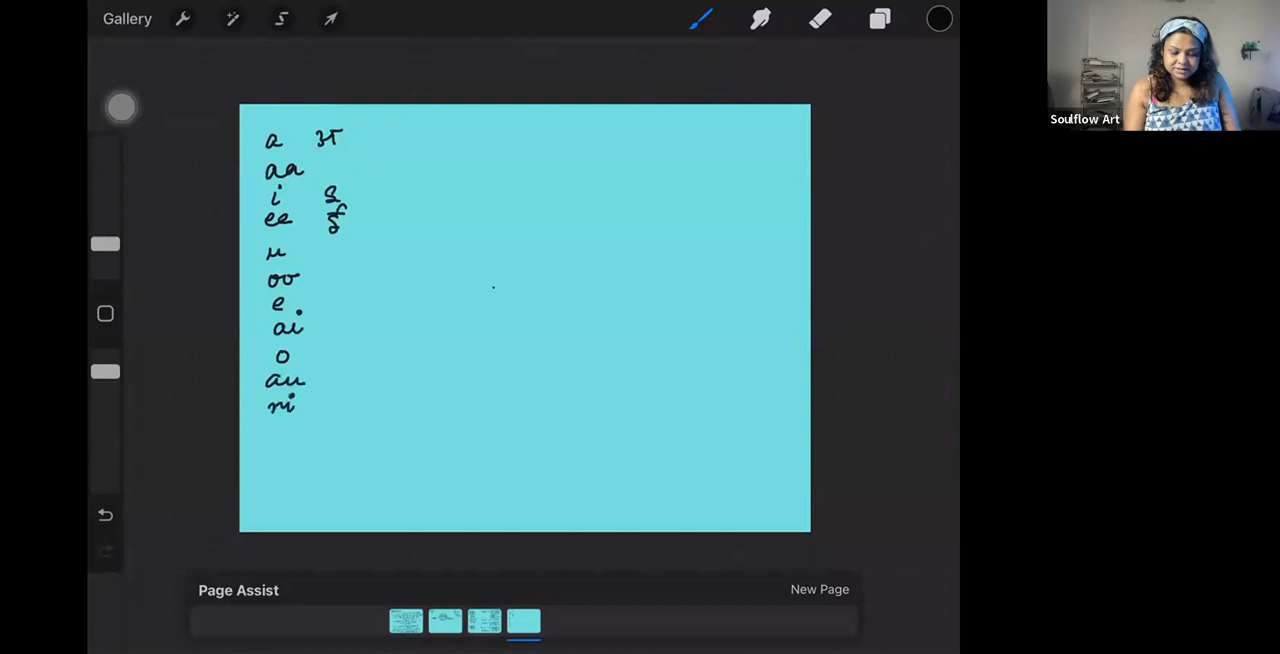 Gallery
Soulflow Art
a अ
aa
i इ
ee ई
u
oo
e
ai
o
au
ri
Page Assist
New Page